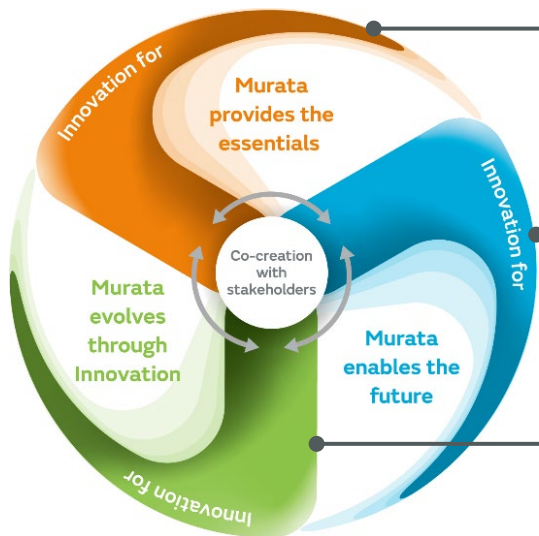 Innovation for
Murata
provides the
essentials
Innovation for
Co-creation
with
stakeholders
Murata
evolves
through
Innovation
Murata
enables the
future
Innovation for